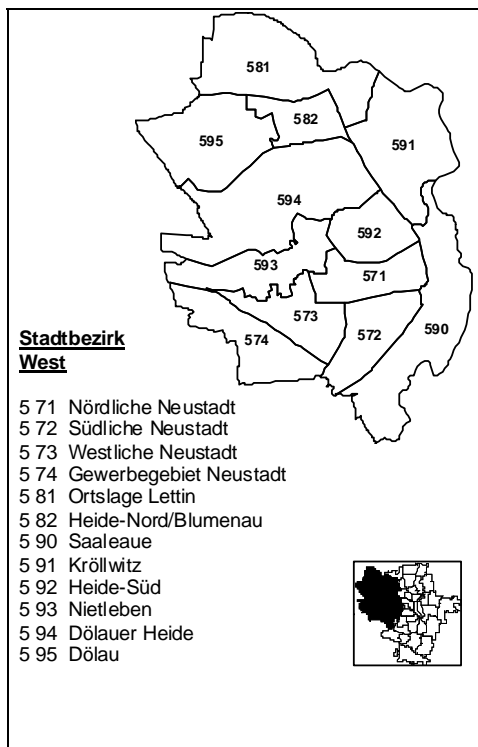 581
582
595
591
594
592
593
571
573
590
574
572
Stadtbezirk
West
5 71 Nördliche Neustadt
5 72 Südliche Neustadt
5 73 Westliche Neustadt
5 74 Gewerbegebiet Neustadt
5 81 Ortslage Lettin
5 82 Heide-Nord/Blumenau
5 90 Saaleaue
5 91 Kröllwitz
5 92 Heide-Süd
5 93 Nietleben
5 94 Dölauer Heide
5 95 Dölau